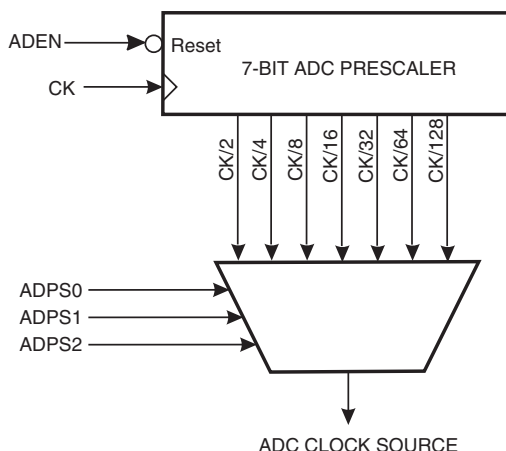 ADEN
Reset
7-BIT ADC PRESCALER
CK
CK/2
CK/4
CK/8
CK/16
CK/32
CK/64
CK/128
ADPS0
ADPS1
ADPS2
ADC CLOCK SOURCE